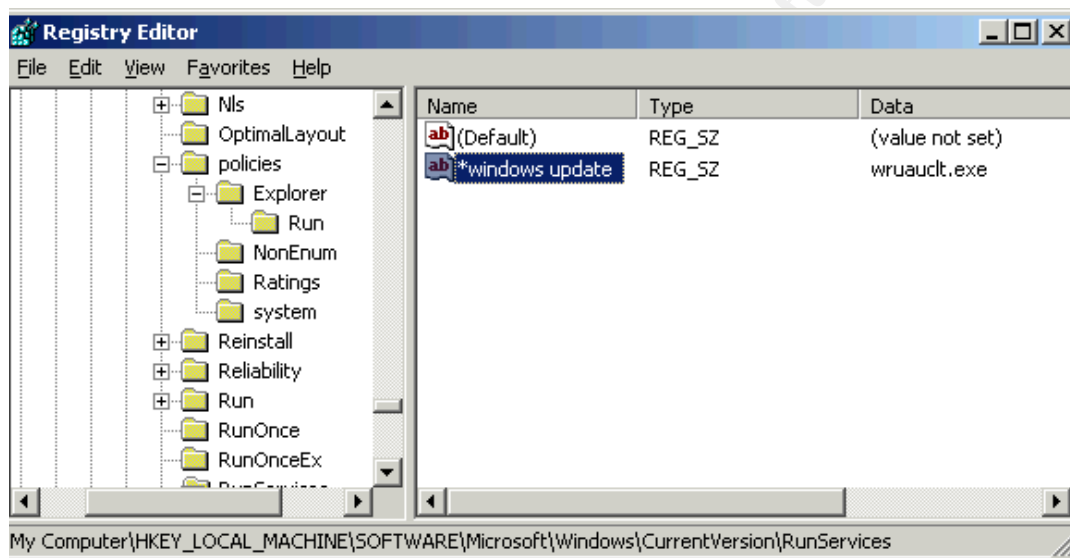 Registry Editor
File Edit View Favorites Help
Nls
OptimalLayout
policies
Explorer
Run
NonEnum
Ratings
system
Reinstall
Reliability
Run
RunOnce
RunOnceEx
RunServices
Name Type Data
(Default) REG_SZ (value not set)
*windows update REG_SZ wruauclt.exe
My Computer\HKEY_LOCAL_MACHINE\SOFTWARE\Microsoft\Windows\CurrentVersion\RunServices